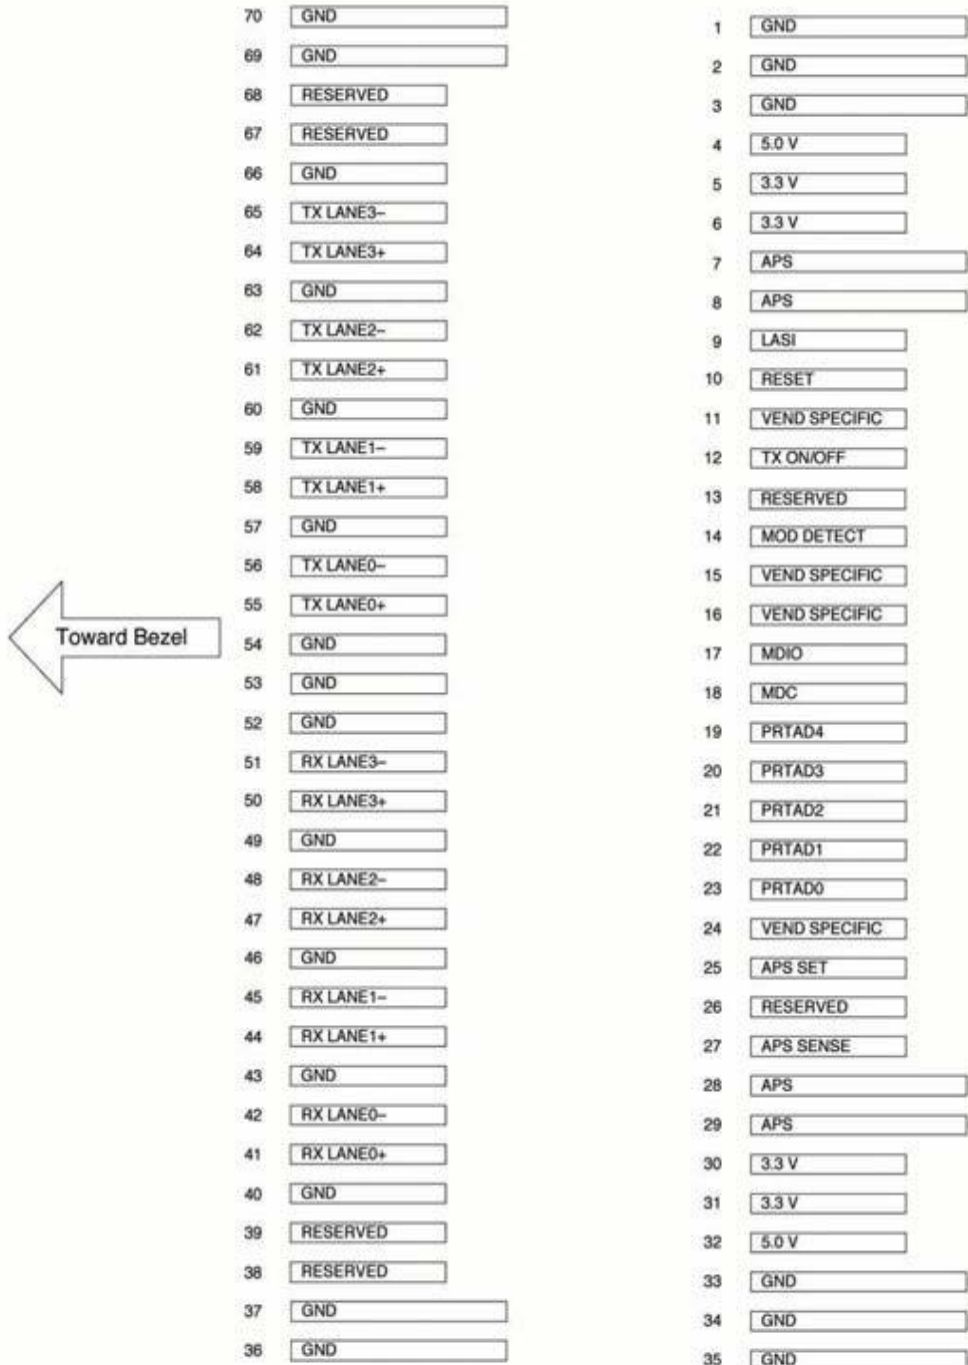 70 GND
69 GND
68 RESERVED
67 RESERVED
66 GND
65 TX LANE3–
64 TX LANE3+
63 GND
62 TX LANE2–
61 TX LANE2+
60 GND
59 TX LANE1–
58 TX LANE1+
57 GND
56 TX LANE0–
55 TX LANE0+
54 GND
53 GND
52 GND
51 RX LANE3–
50 RX LANE3+
49 GND
48 RX LANE2–
47 RX LANE2+
46 GND
45 RX LANE1–
44 RX LANE1+
43 GND
42 RX LANE0–
41 RX LANE0+
40 GND
39 RESERVED
38 RESERVED
37 GND
36 GND
Toward Bezel
1 GND
2 GND
3 GND
4 5.0 V
5 3.3 V
6 3.3 V
7 APS
8 APS
9 LASI
10 RESET
11 VEND SPECIFIC
12 TX ON/OFF
13 RESERVED
14 MOD DETECT
15 VEND SPECIFIC
16 VEND SPECIFIC
17 MDIO
18 MDC
19 PRTAD4
20 PRTAD3
21 PRTAD2
22 PRTAD1
23 PRTAD0
24 VEND SPECIFIC
25 APS SET
26 RESERVED
27 APS SENSE
28 APS
29 APS
30 3.3 V
31 3.3 V
32 5.0 V
33 GND
34 GND
35 GND